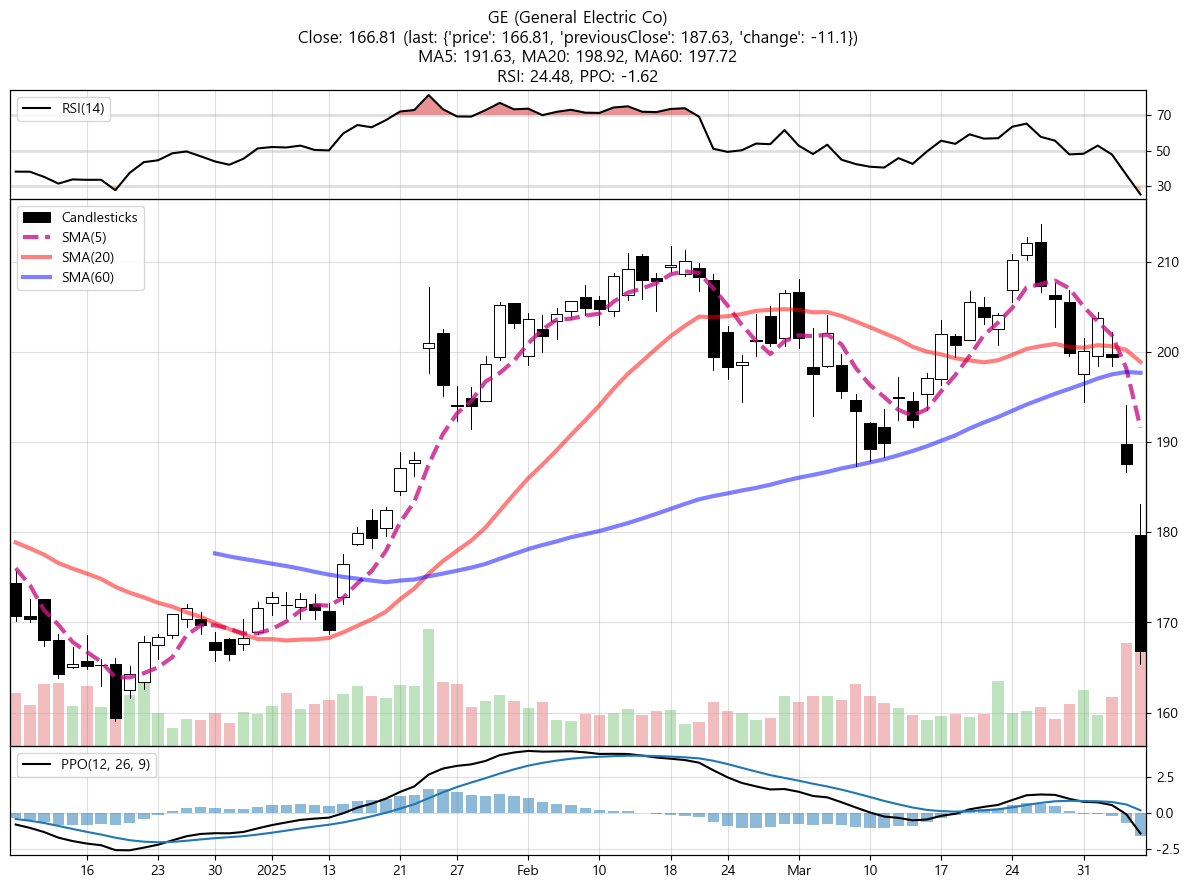 GE (General Electric Co)
Close: 166.81 (last: {'price': 166.81, 'previousClose': 187.63, 'change': -11.1})
MA5: 191.63, MA20: 198.92, MA60: 197.72
RSI: 24.48, PPO: -1.62
RSI(14)
70
50
30
Candlesticks
SMA(5)
SMA(20)
SMA(60)
210
200
190
180
170
160
PPO(12, 26, 9)
2.5
0.0
−2.5
16 23 30 2025 13 21 27 Feb 10 18 24 Mar 10 17 24 31